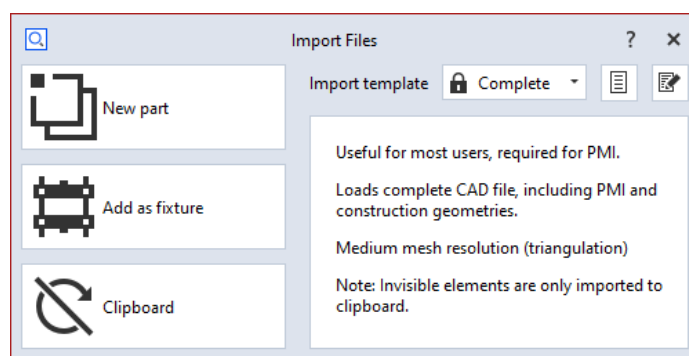 Import Files
?
New part
Add as fixture
Clipboard
Import template
Complete
Useful for most users, required for PMI.
Loads complete CAD file, including PMI and
construction geometries.
Medium mesh resolution (triangulation)
Note: Invisible elements are only imported to
clipboard.